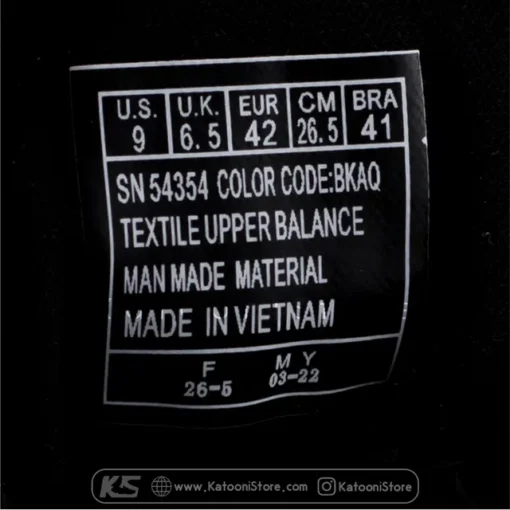 U.S. U.K. EUR CM BRA
9 6.5 42 26.5 41
SN 54354 COLOR CODE:BKAQ
TEXTILE UPPER BALANCE
MAN MADE MATERIAL
MADE IN VIETNAM
F M Y
26-5 03-22
KS www.KatooniStore.com KatooniStore